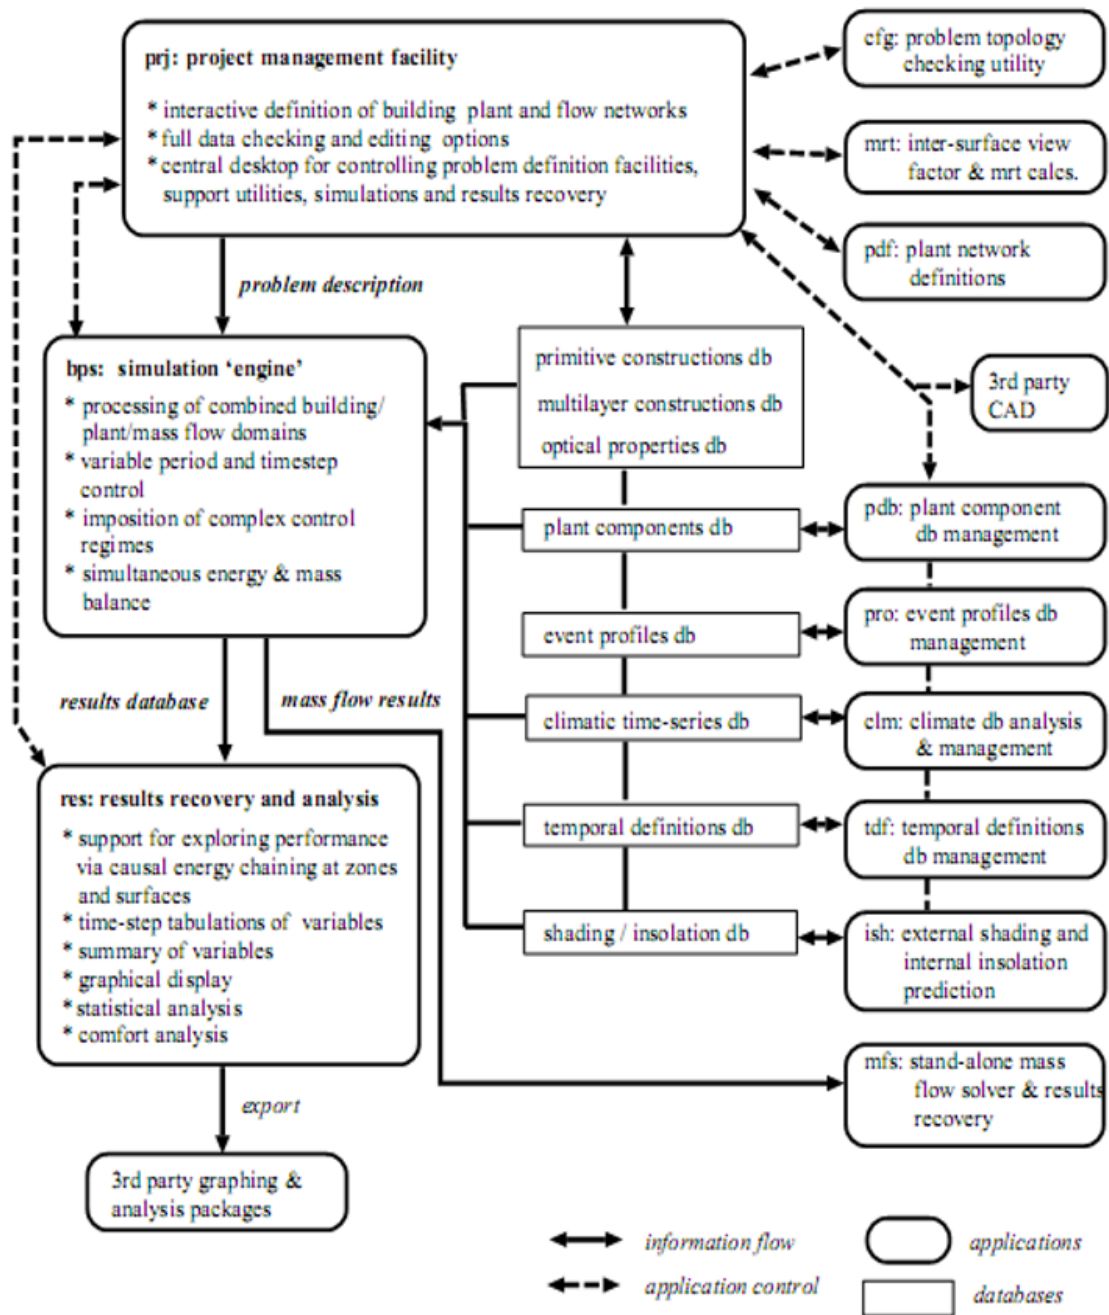 prj: project management facility
* interactive definition of building plant and flow networks
* full data checking and editing options
* central desktop for controlling problem definition facilities,
support utilities, simulations and results recovery
cfg: problem topology
checking utility
mrt: inter-surface view
factor & mrt calcs.
pdf: plant network
definitions
3rd party
CAD
problem description
bps: simulation ‘engine’
* processing of combined building/
plant/mass flow domains
* variable period and timestep
control
* imposition of complex control
regimes
* simultaneous energy & mass
balance
primitive constructions db
multilayer constructions db
optical properties db
plant components db
event profiles db
climatic time-series db
temporal definitions db
shading / insolation db
pdb: plant component
db management
pro: event profiles db
management
clm: climate db analysis
& management
tdf: temporal definitions
db management
ish: external shading and
internal insolation
prediction
mfs: stand-alone mass
flow solver & results
recovery
results database
mass flow results
res: results recovery and analysis
* support for exploring performance
via causal energy chaining at zones
and surfaces
* time-step tabulations of variables
* summary of variables
* graphical display
* statistical analysis
* comfort analysis
export
3rd party graphing &
analysis packages
information flow
applications
application control
databases